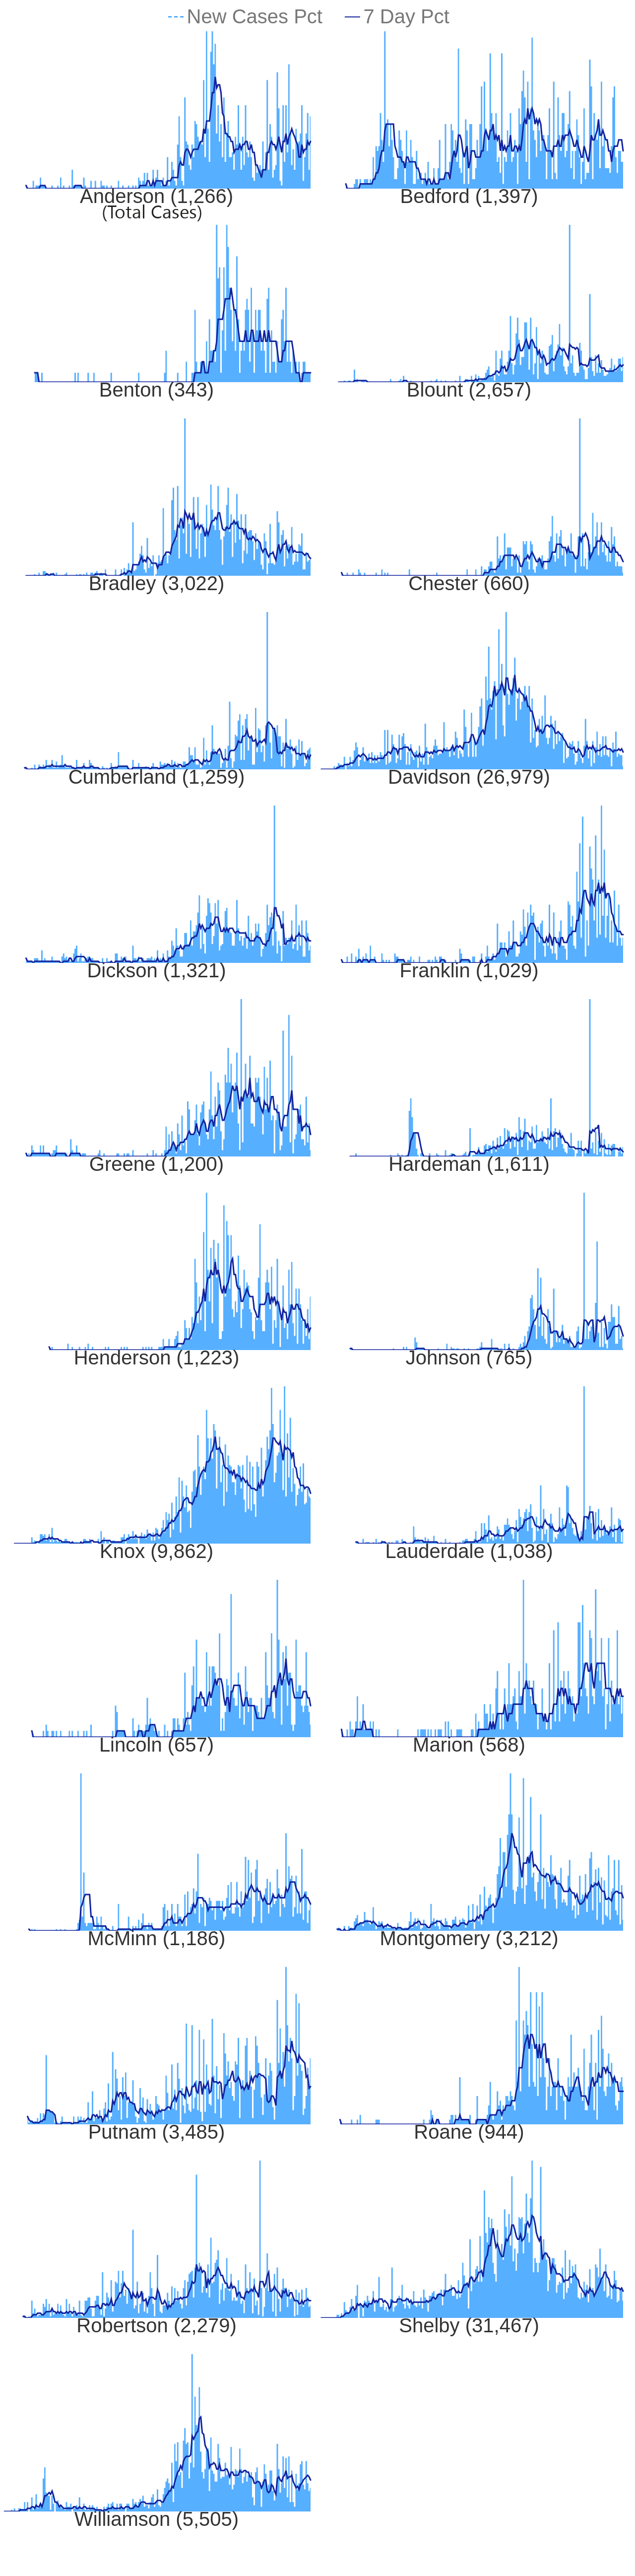 New Cases Pct 7 Day Pct
Anderson (1,266) Bedford (1,397)
(Total Cases)
Benton (343) Blount (2,657)
Bradley (3,022) Chester (660)
Cumberland (1,259) Davidson (26,979)
Dickson (1,321) Franklin (1,029)
Greene (1,200) Hardeman (1,611)
Henderson (1,223) Johnson (765)
Knox (9,862) Lauderdale (1,038)
Lincoln (657) Marion (568)
McMinn (1,186) Montgomery (3,212)
Putnam (3,485) Roane (944)
Robertson (2,279) Shelby (31,467)
Williamson (5,505)